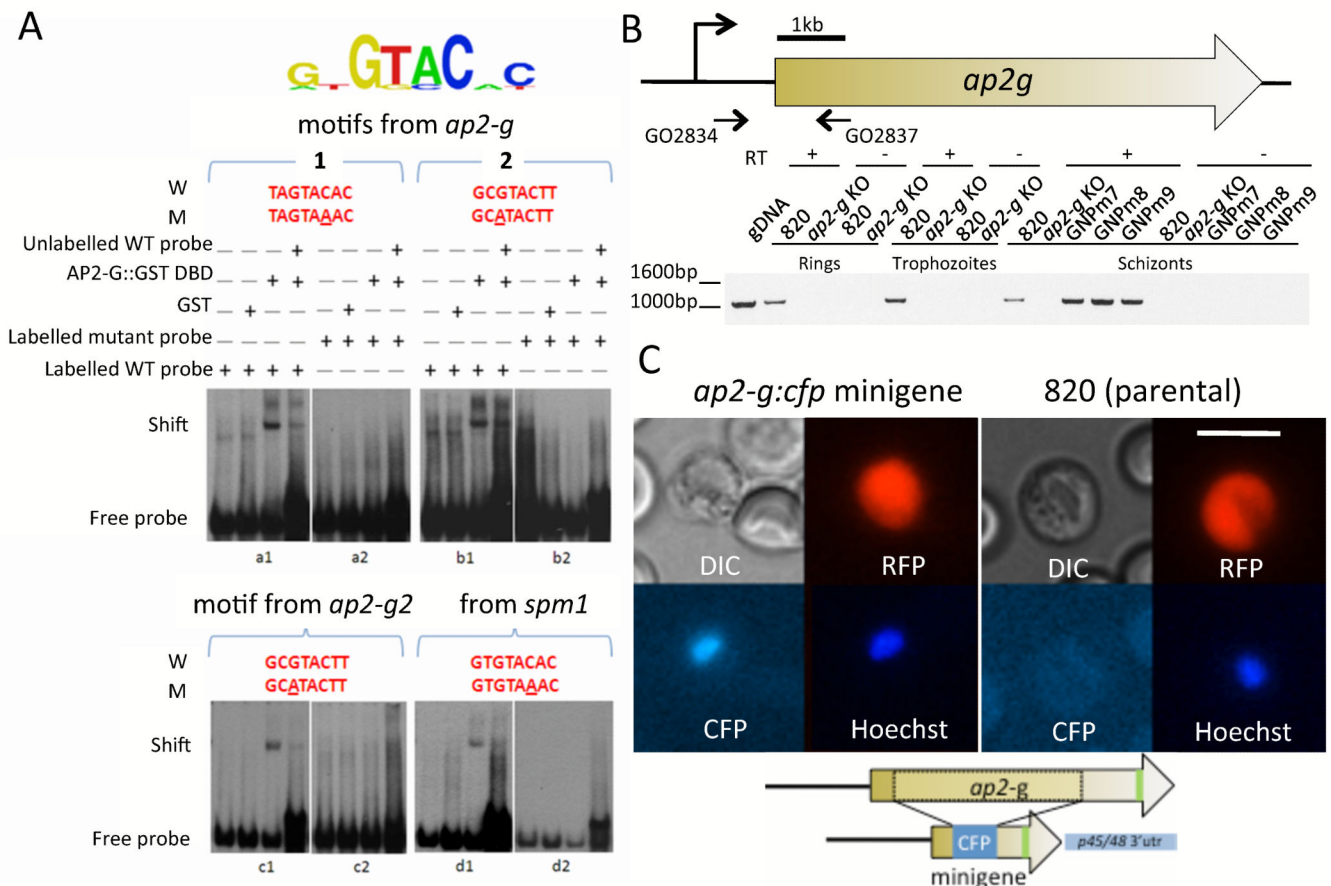 A
GTGTACAC
motifs from ap2-g
1
2
W
TAGTACAC
GCGTACTT
M
TAGTAAAC
GCATACTT
Unlabelled WT probe
— — — + — — — + — — — + — — — +
AP2-G::GST DBD
— — + + — — + + — — + + — — + +
GST
— + — — — + — — — + — — — + — —
Labelled mutant probe
— — — — + + + + — — — — + + + +
Labelled WT probe
+ + + + — — — — + + + + — — — —
Shift
Free probe
a1
a2
b1
b2
motif from ap2-g2
from spm1
W
GCGTACTT
GTGTACAC
M
GCATACTT
GTGTAAAC
Shift
Free probe
c1
c2
d1
d2
B
1kb
ap2g
GO2834
GO2837
RT
+ - + - + -
gDNA
820
ap2-g KO
820
ap2-g KO
820
ap2-g KO
820
ap2-g KO
820
ap2-g KO
GNPm7
GNPm8
GNPm9
820
ap2-g KO
GNPm7
GNPm8
GNPm9
Rings
Trophozoites
Schizonts
1600bp
1000bp
C
ap2-g:cfp minigene
820 (parental)
DIC
RFP
DIC
RFP
CFP
Hoechst
CFP
Hoechst
ap2-g
CFP
p45/48 3'utr
minigene